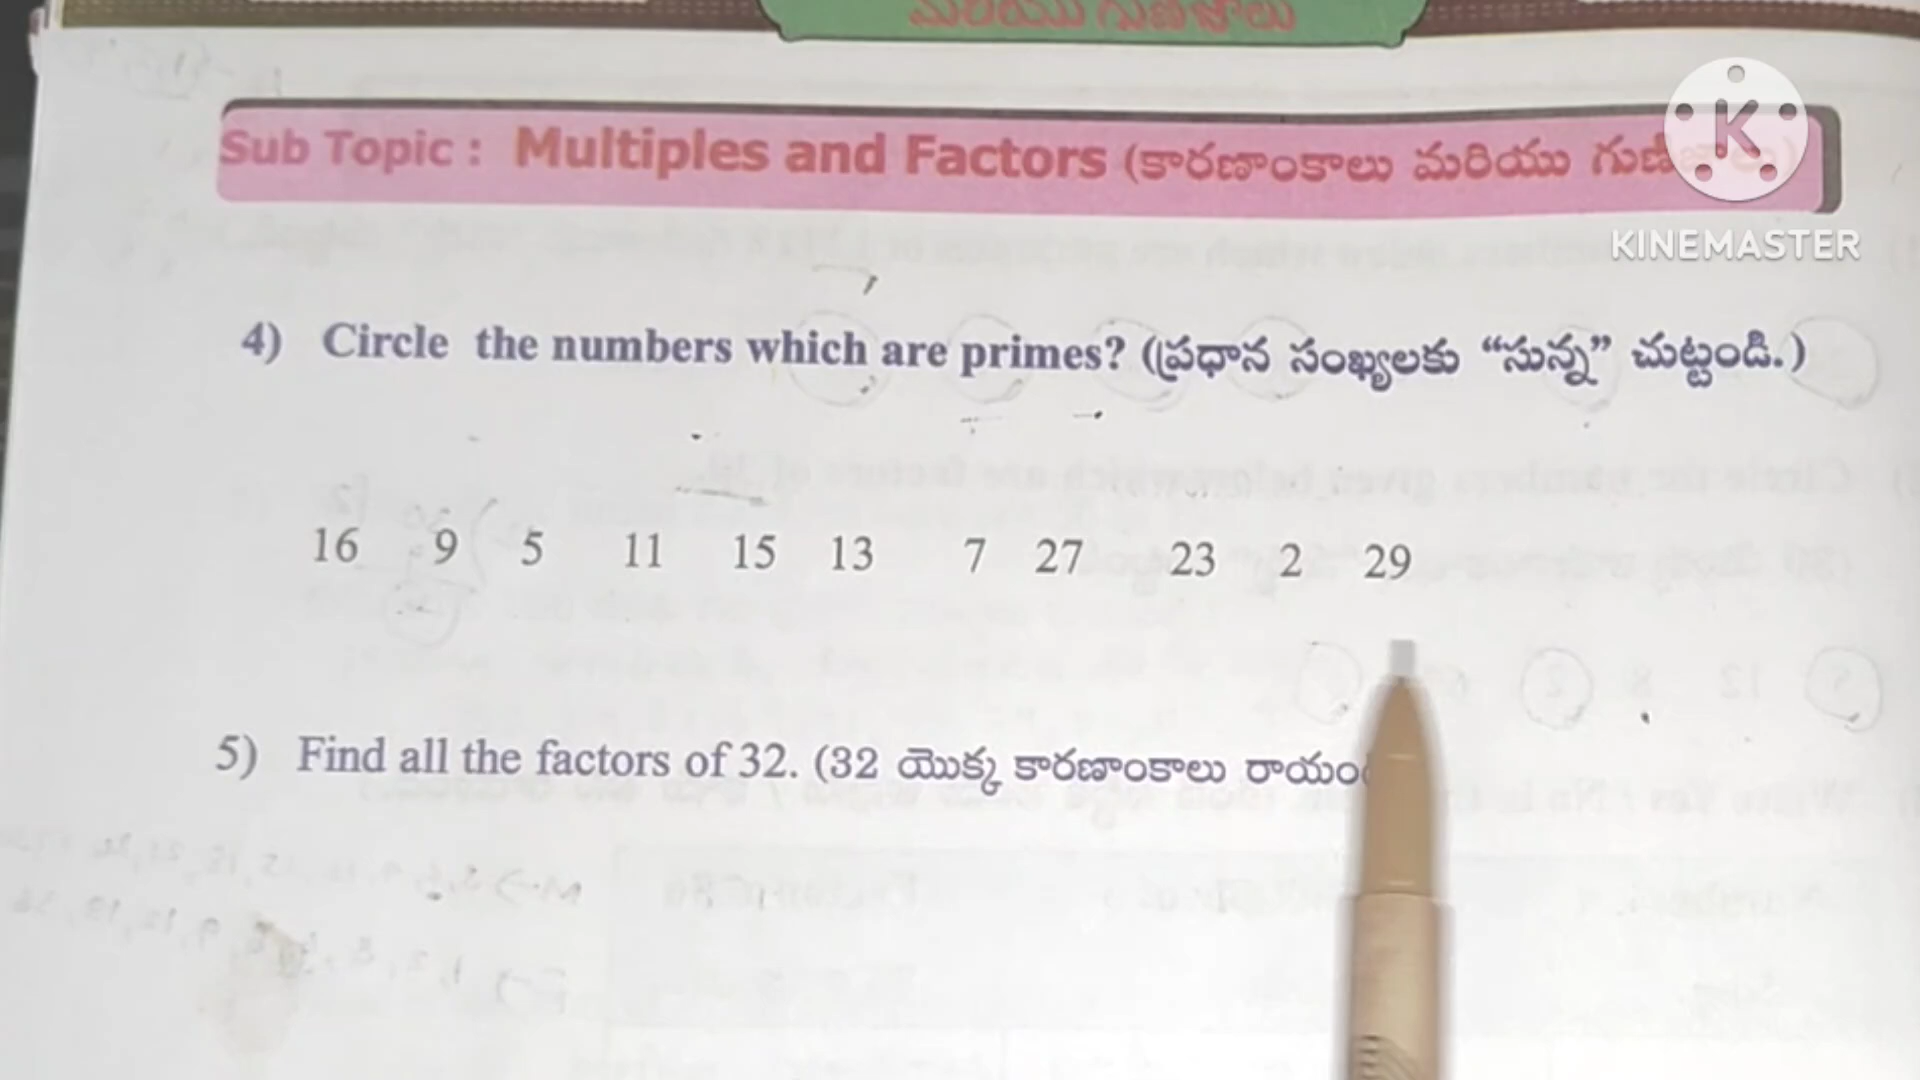 మరియు గుణిజాలు
Sub Topic : Multiples and Factors (కారణాంకాలు మరియు
KINEMASTER
4) Circle the numbers which are primes? (ప్రధాన సంఖ్యలకు “సున్న” చుట్టండి.)
16 9 5 11 15 13 7 27 23 2 29
5) Find all the factors of 32. (32 యొక్క కారణాంకాలు